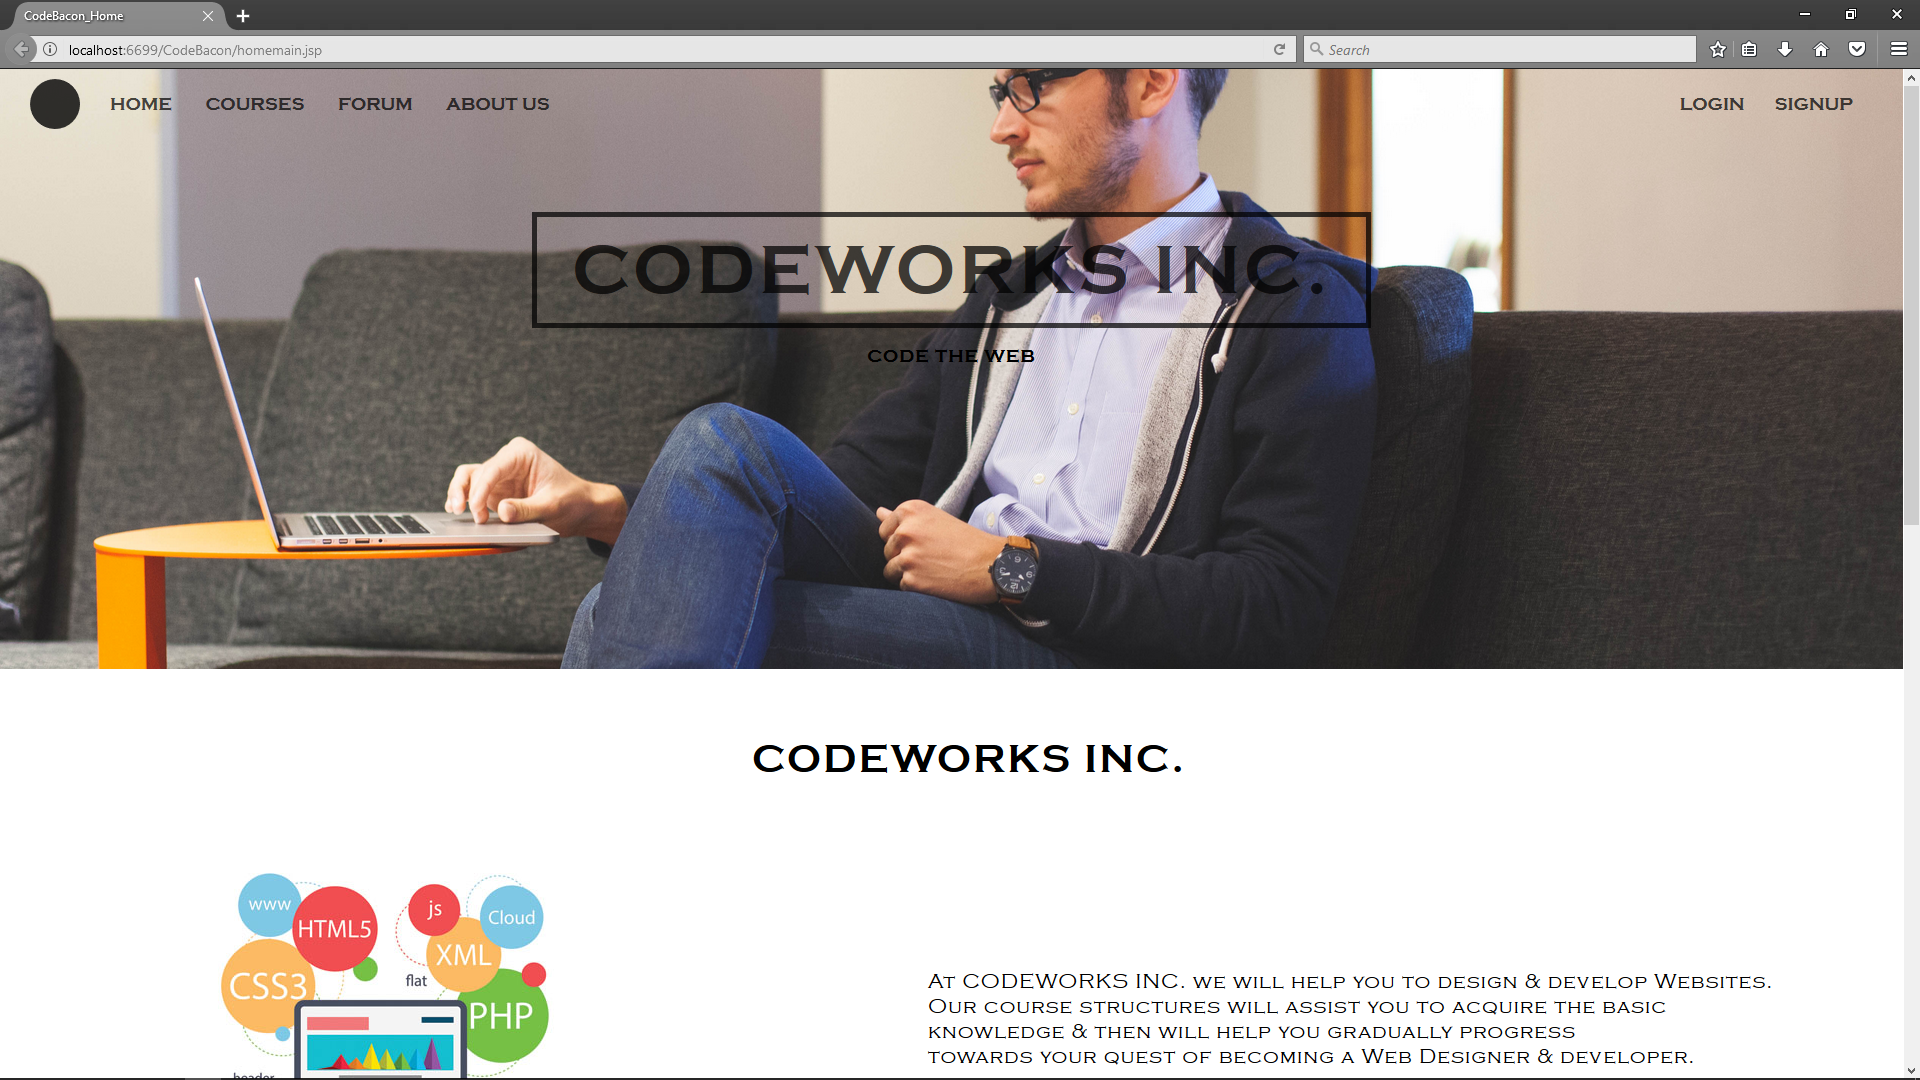 CodeBacon_Home
localhost:6699/CodeBacon/homemain.jsp
Search
HOME COURSES FORUM ABOUT US LOGIN SIGNUP
CODEWORKS INC.
CODE THE WEB
CODEWORKS INC.
www
HTML5
js
Cloud
XML
CSS3
flat
PHP
header
At CODEWORKS INC. we will help you to design & develop Websites.
Our course structures will assist you to acquire the basic
knowledge & then will help you gradually progress
towards your quest of becoming a Web Designer & developer.